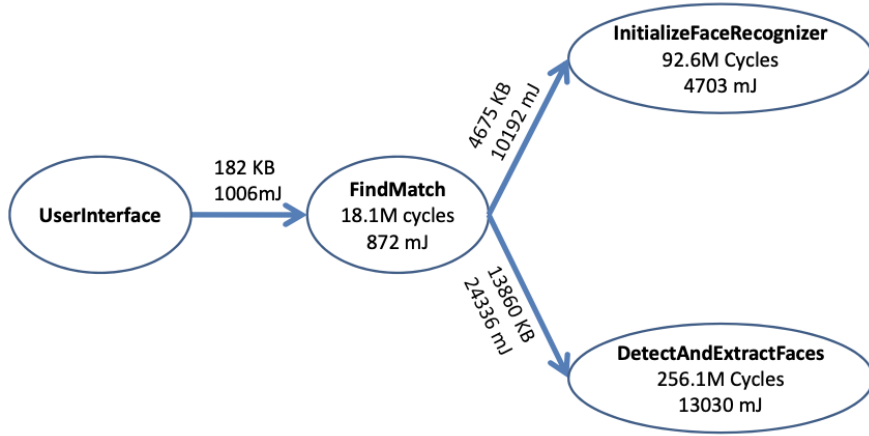 UserInterface
182 KB
1006mJ
FindMatch
18.1M cycles
872 mJ
4675 KB
10192 mJ
InitializeFaceRecognizer
92.6M Cycles
4703 mJ
13860 KB
24336 mJ
DetectAndExtractFaces
256.1M Cycles
13030 mJ